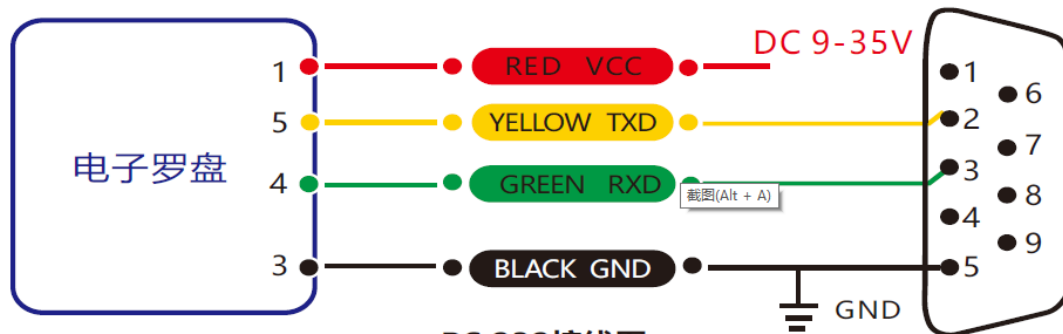 DC 9-35V
1 RED VCC 1
6
5 YELLOW TXD 2
7
电子罗盘
4 GREEN RXD 3
截图(Alt + A)
8
4
9
3 BLACK GND 5
GND